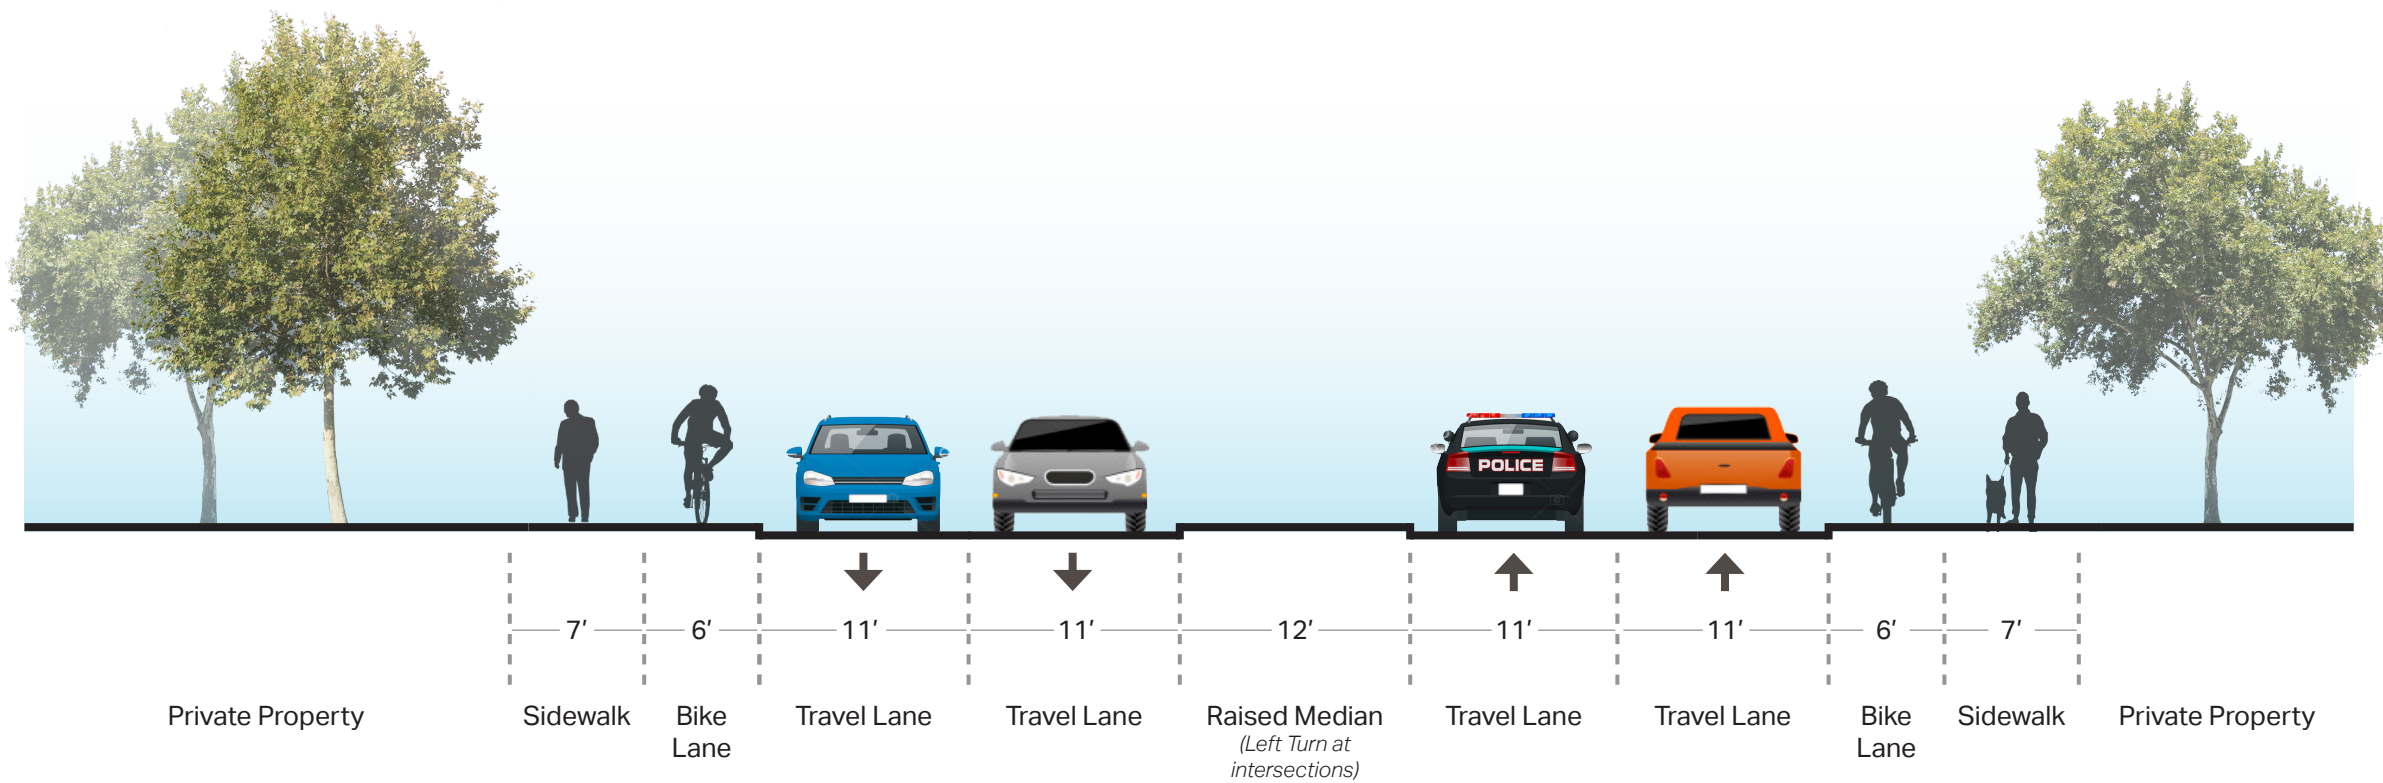 POLICE
7′ 6′ 11′ 11′ 12′ 11′ 11′ 6′ 7′
Private Property Sidewalk Bike Travel Lane Travel Lane Raised Median Travel Lane Travel Lane Bike Sidewalk Private Property
Lane (Left Turn at Lane
intersections)